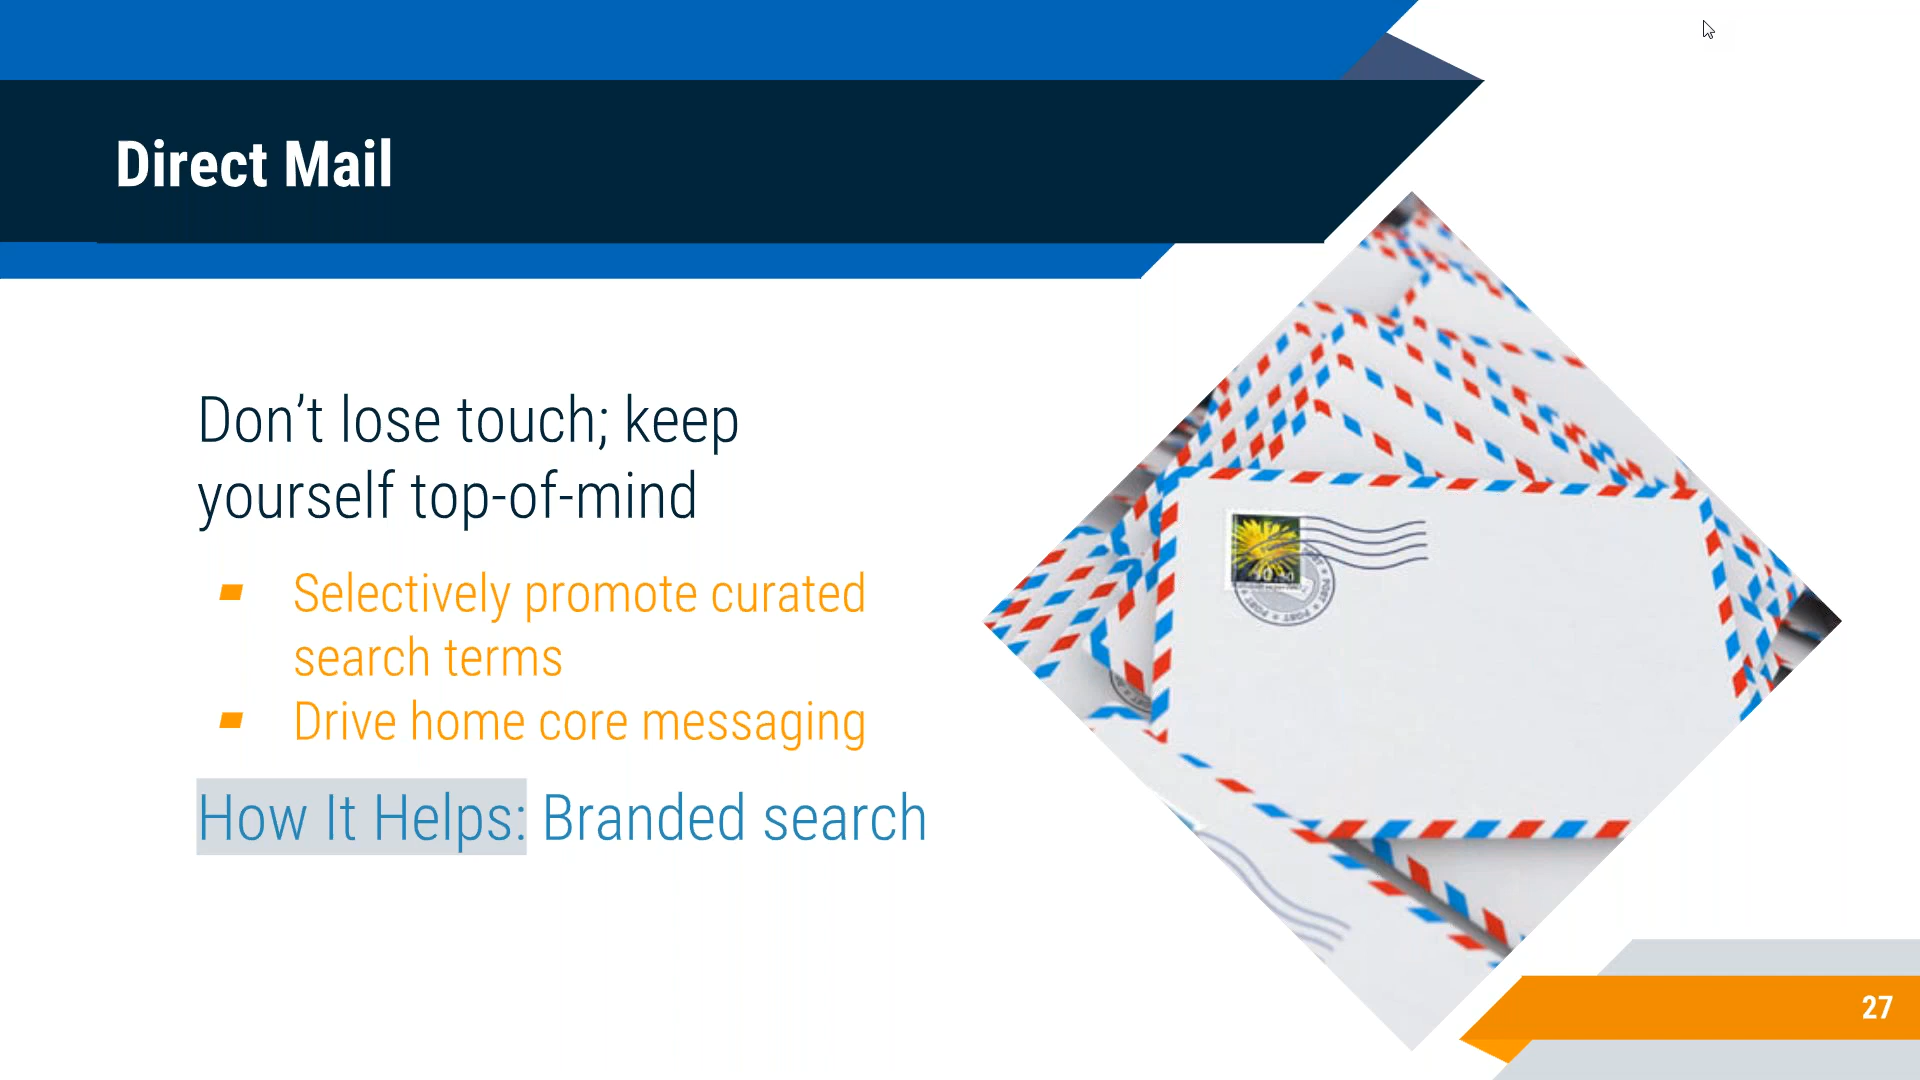 Direct Mail
Don’t lose touch; keep
yourself top-of-mind
Selectively promote curated
search terms
Drive home core messaging
How It Helps: Branded search
27